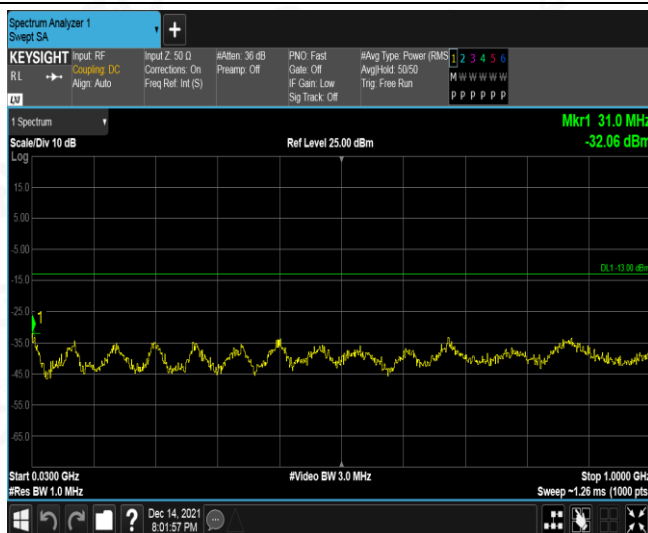 Spectrum Analyzer 1
Swept SA
+
KEYSIGHT
RL
LXI
Input: RF
Coupling: DC
Align: Auto
Input Z: 50 Ω
Corrections: On
Freq Ref: Int (S)
#Atten: 36 dB
Preamp: Off
PNO: Fast
Gate: Off
IF Gain: Low
Sig Track: Off
#Avg Type: Power (RMS
Avg|Hold: 50/50
Trig: Free Run
1 2 3 4 5 6
M W W W W W
P P P P P P
1 Spectrum
Mkr1 31.0 MHz
Scale/Div 10 dB
Ref Level 25.00 dBm
-32.06 dBm
Log
15.0
5.00
-5.00
DL1 -13.00 dBm
-15.0
-25.0
1
-35.0
-45.0
-55.0
-65.0
Start 0.0300 GHz
#Video BW 3.0 MHz
Stop 1.0000 GHz
#Res BW 1.0 MHz
Sweep ~1.26 ms (1000 pts)
?
Dec 14, 2021
8:01:57 PM